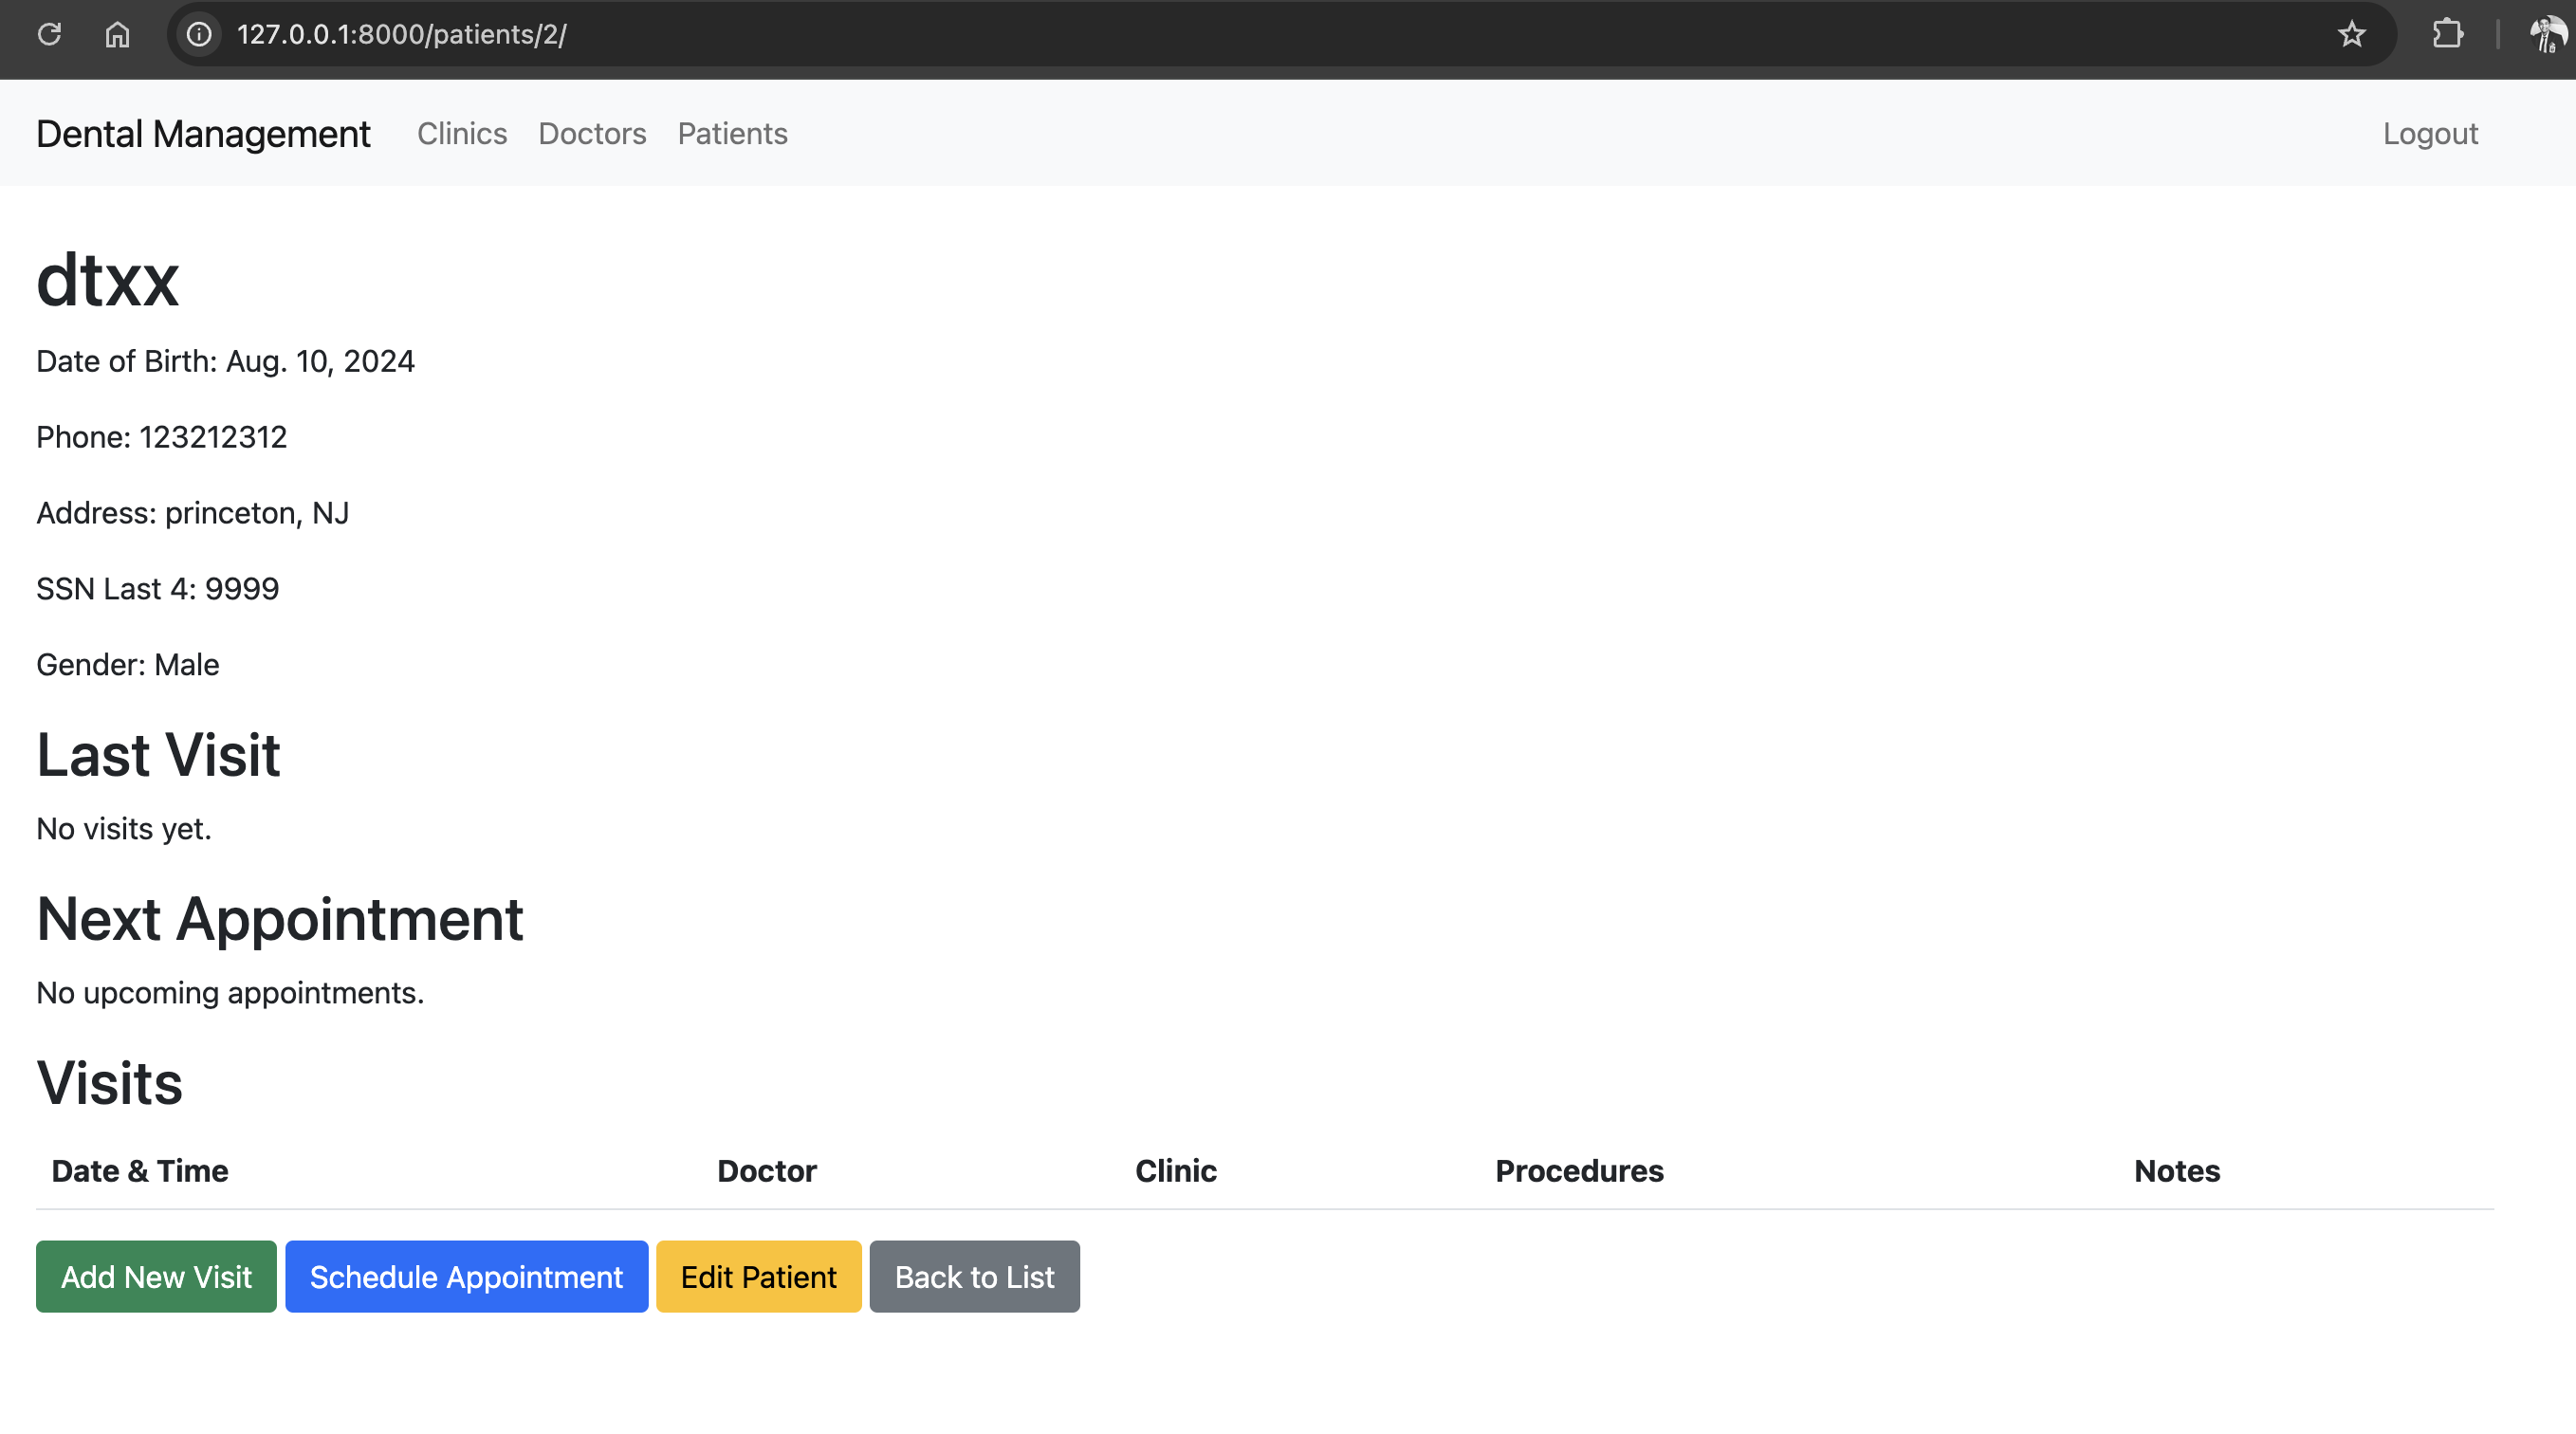 127.0.0.1:8000/patients/2/
Dental Management Clinics Doctors Patients Logout
dtxx
Date of Birth: Aug. 10, 2024
Phone: 123212312
Address: princeton, NJ
SSN Last 4: 9999
Gender: Male
Last Visit
No visits yet.
Next Appointment
No upcoming appointments.
Visits
Date & Time Doctor Clinic Procedures Notes
Add New Visit Schedule Appointment Edit Patient Back to List